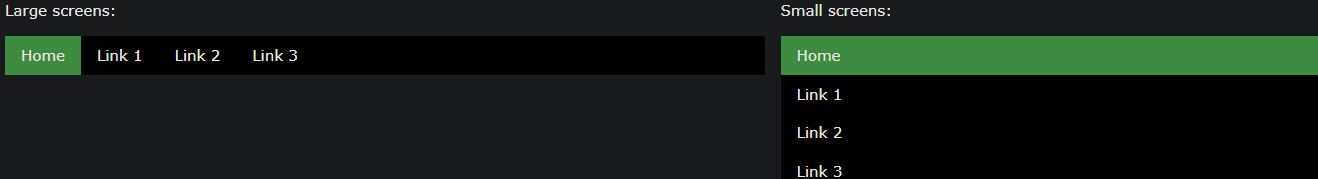 Large screens:
Home Link 1 Link 2 Link 3
Small screens:
Home
Link 1
Link 2
Link 3